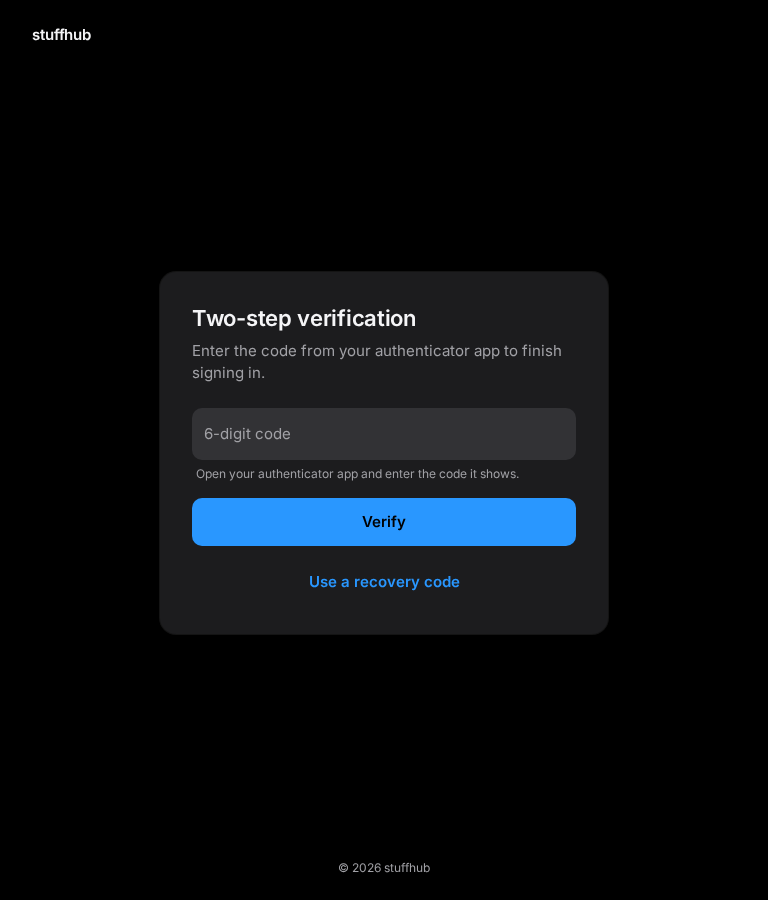 stuffhub
Two-step verification
Enter the code from your authenticator app to finish
signing in.
6-digit code
Open your authenticator app and enter the code it shows.
Verify
Use a recovery code
© 2026 stuffhub